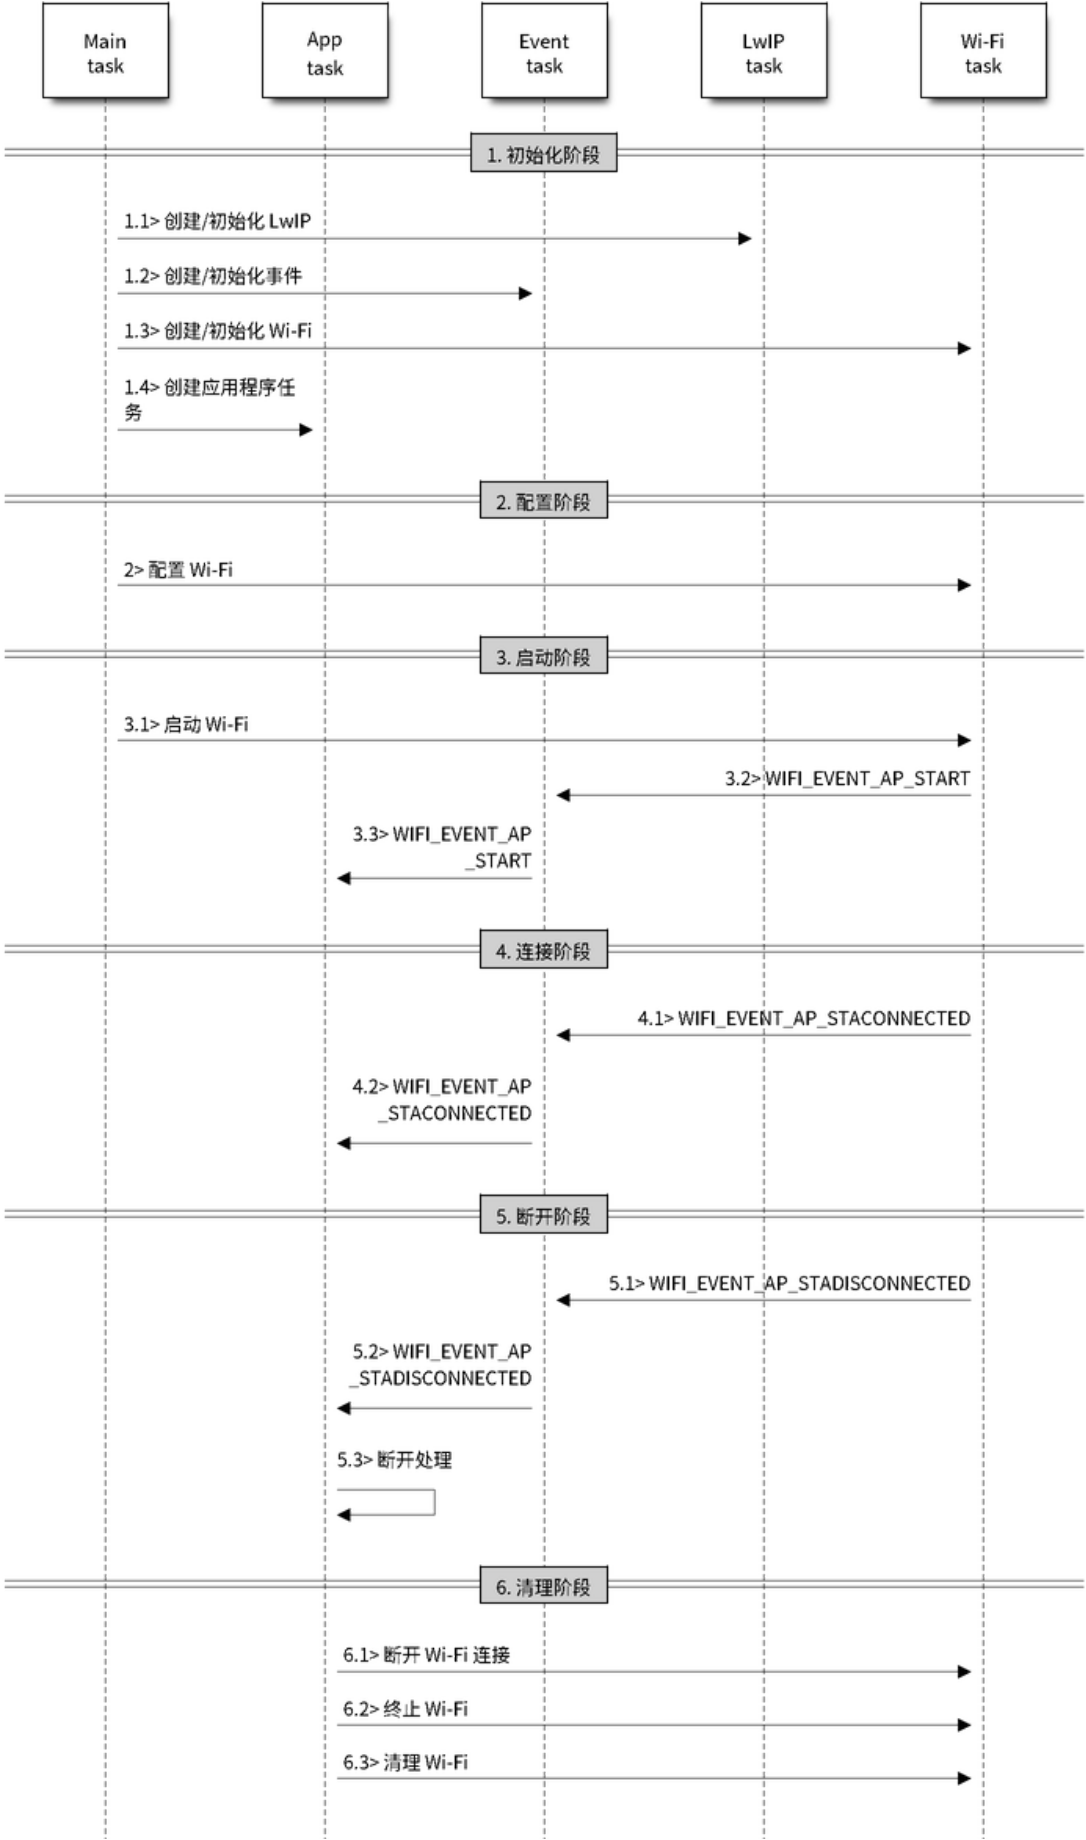 Main
task
App
task
Event
task
LwIP
task
Wi-Fi
task
1. 初始化阶段
1.1> 创建/初始化 LwIP
1.2> 创建/初始化事件
1.3> 创建/初始化 Wi-Fi
1.4> 创建应用程序任
务
2. 配置阶段
2> 配置 Wi-Fi
3. 启动阶段
3.1> 启动 Wi-Fi
3.2> WIFI_EVENT_AP_START
3.3> WIFI_EVENT_AP
_START
4. 连接阶段
4.1> WIFI_EVENT_AP_STACONNECTED
4.2> WIFI_EVENT_AP
_STACONNECTED
5. 断开阶段
5.1> WIFI_EVENT_AP_STADISCONNECTED
5.2> WIFI_EVENT_AP
_STADISCONNECTED
5.3> 断开处理
6. 清理阶段
6.1> 断开 Wi-Fi 连接
6.2> 终止 Wi-Fi
6.3> 清理 Wi-Fi